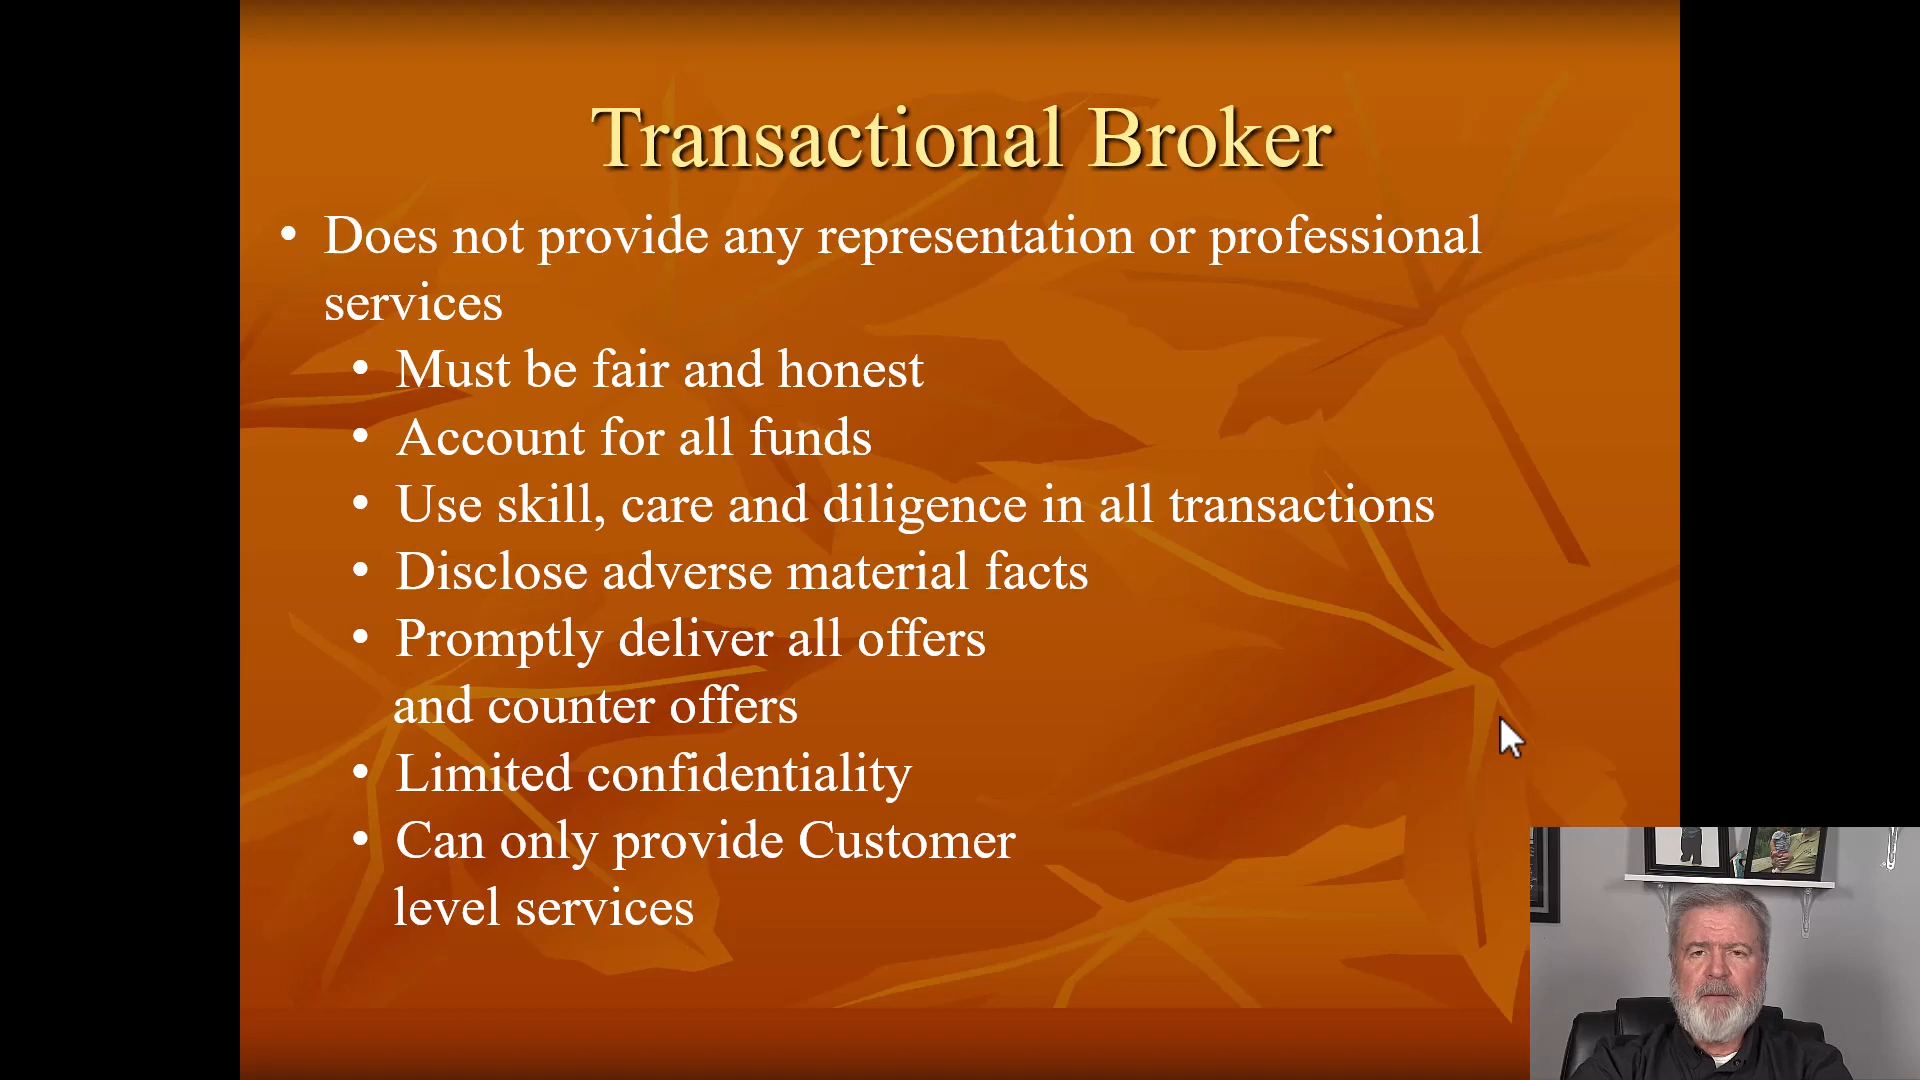 Transactional Broker
• Does not provide any representation or professional
services
• Must be fair and honest
• Account for all funds
• Use skill, care and diligence in all transactions
• Disclose adverse material facts
• Promptly deliver all offers
and counter offers
• Limited confidentiality
• Can only provide Customer
level services